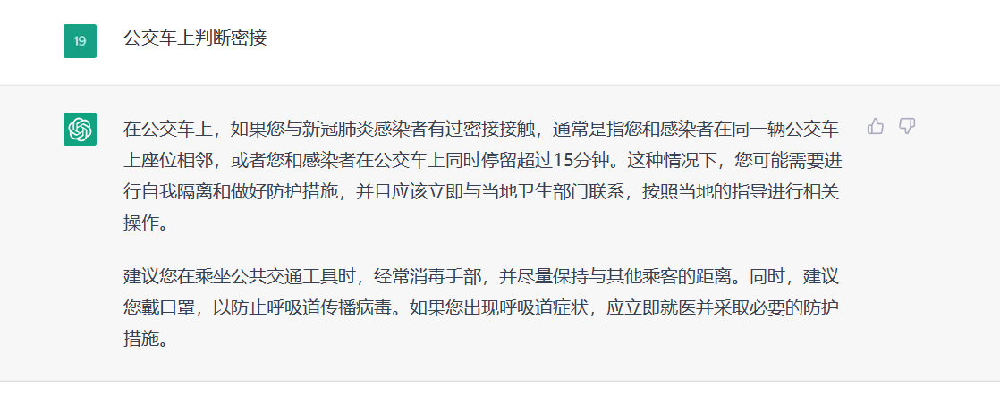 19
公交车上判断密接
在公交车上，如果您与新冠肺炎感染者有过密接接触，通常是指您和感染者在同一辆公交车
上座位相邻，或者您和感染者在公交车上同时停留超过15分钟。这种情况下，您可能需要进
行自我隔离和做好防护措施，并且应该立即与当地卫生部门联系，按照当地的指导进行相关
操作。
建议您在乘坐公共交通工具时，经常消毒手部，并尽量保持与其他乘客的距离。同时，建议
您戴口罩，以防止呼吸道传播病毒。如果您出现呼吸道症状，应立即就医并采取必要的防护
措施。